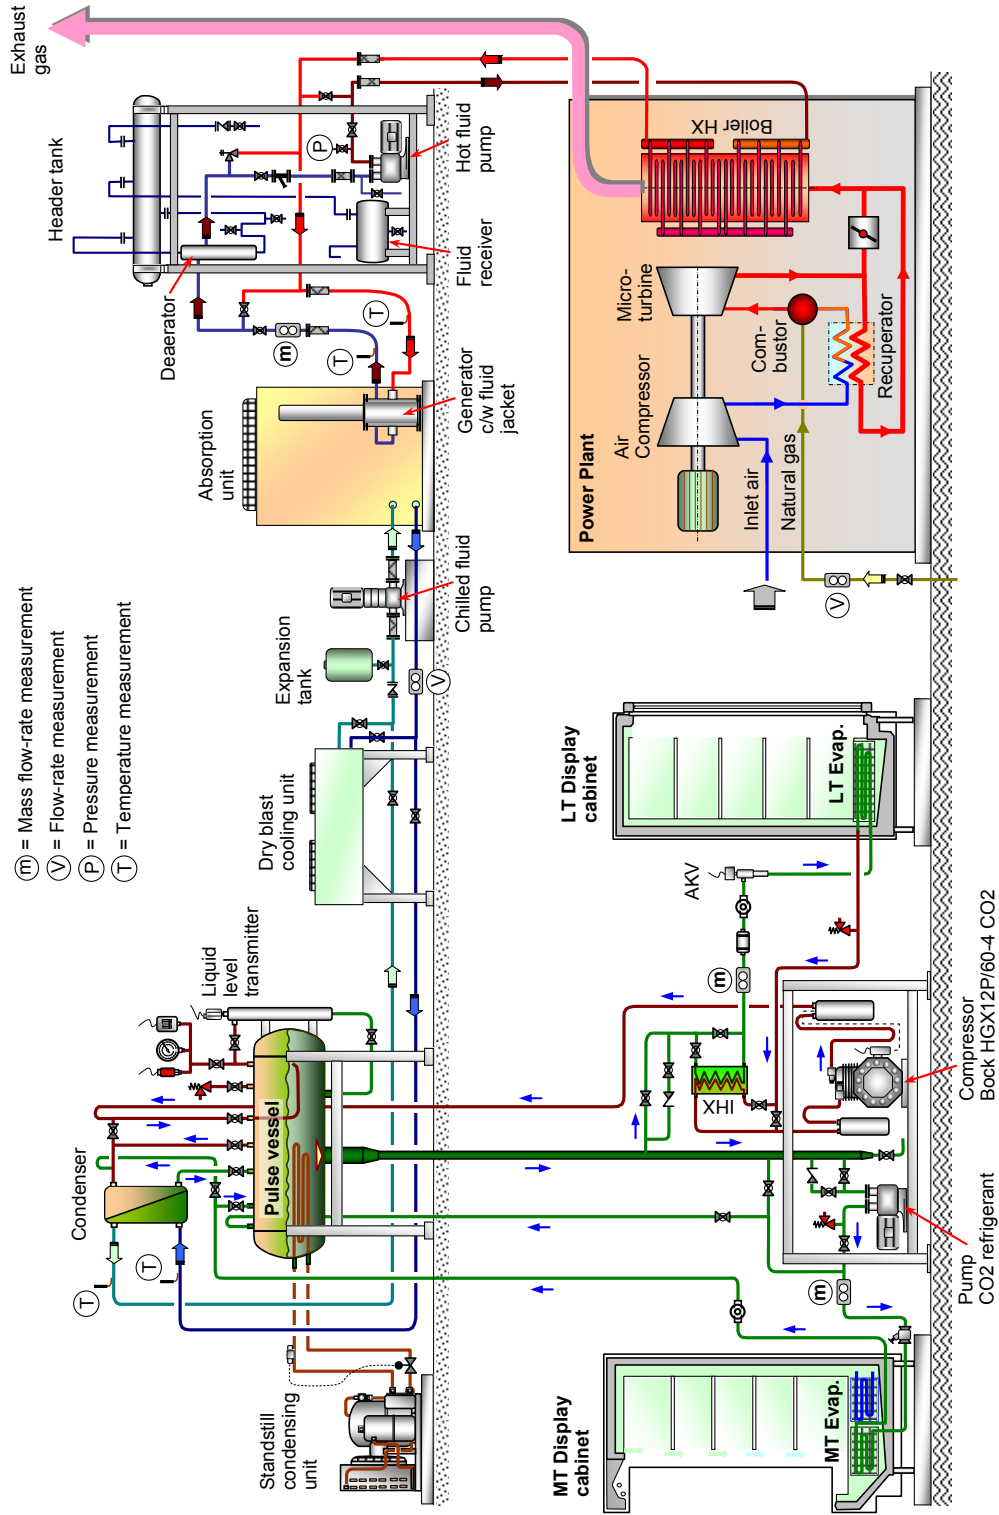 Exhaust
gas
Header tank
Deaerator
Hot fluid
pump
Fluid
receiver
P
T
T
m
Absorption
unit
Generator
c/w fluid
jacket
m = Mass flow-rate measurement
V = Flow-rate measurement
P = Pressure measurement
T = Temperature measurement
Chilled fluid
pump
Expansion
tank
V
Dry blast
cooling unit
Liquid
level
transmitter
Pulse vessel
Condenser
T
T
Standstill
condensing
unit
Power Plant
Boiler HX
Micro-
turbine
Com-
bustor
Recuperator
Air
Compressor
Inlet air
Natural gas
V
LT Display
cabinet
LT Evap.
AKV
m
IHX
Compressor
Bock HGX12P/60-4 CO2
Pump
CO2 refrigerant
m
MT Display
cabinet
MT Evap.